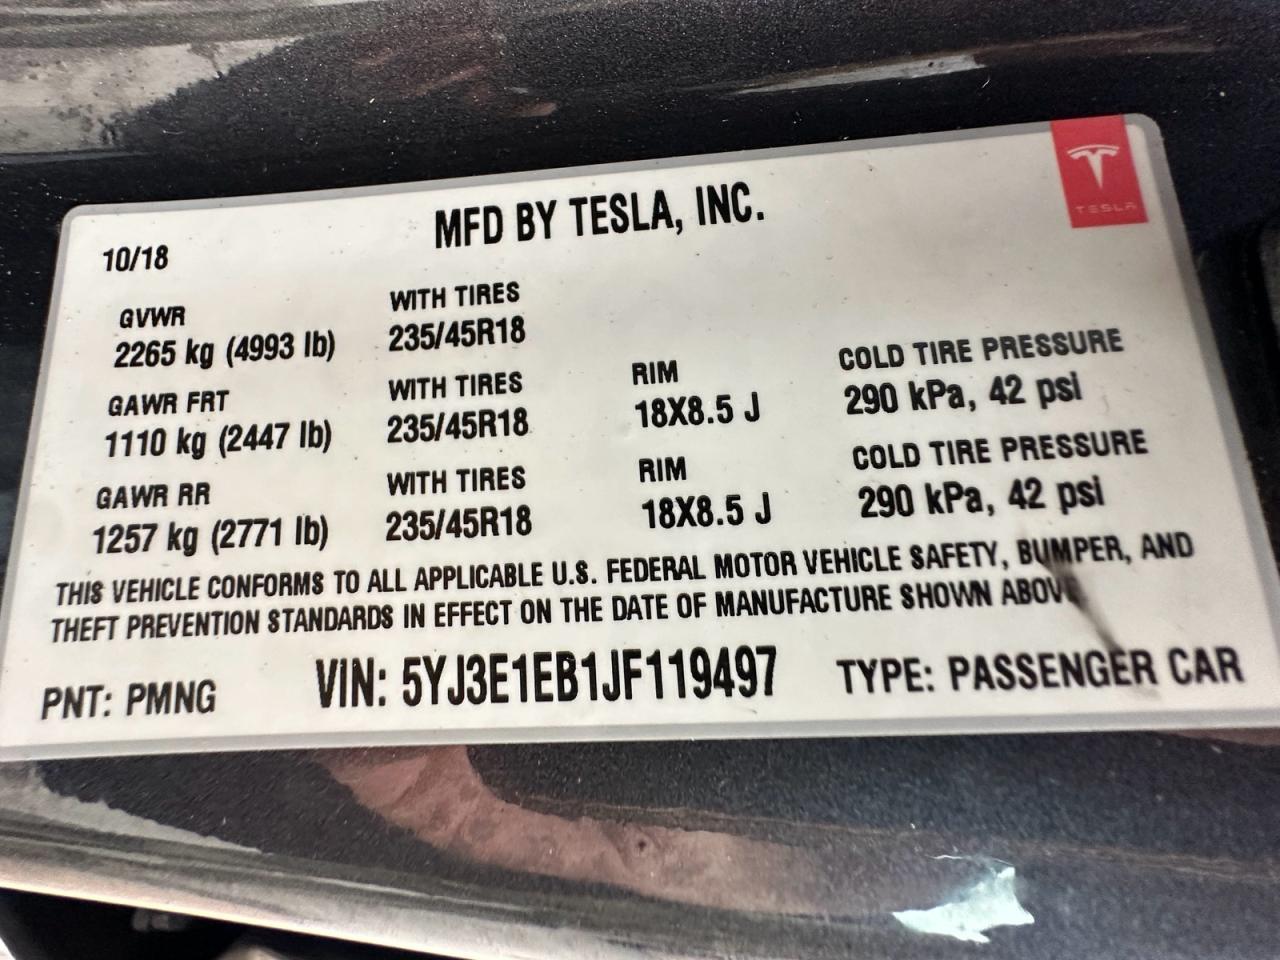 TESLA
10/18 MFD BY TESLA, INC.
GVWR WITH TIRES
2265 kg (4993 lb) 235/45R18
GAWR FRT WITH TIRES RIM COLD TIRE PRESSURE
1110 kg (2447 lb) 235/45R18 18X8.5 J 290 kPa, 42 psi
GAWR RR WITH TIRES RIM COLD TIRE PRESSURE
1257 kg (2771 lb) 235/45R18 18X8.5 J 290 kPa, 42 psi
THIS VEHICLE CONFORMS TO ALL APPLICABLE U.S. FEDERAL MOTOR VEHICLE SAFETY, BUMPER, AND
THEFT PREVENTION STANDARDS IN EFFECT ON THE DATE OF MANUFACTURE SHOWN ABOVE
PNT: PMNG VIN: 5YJ3E1EB1JF119497 TYPE: PASSENGER CAR